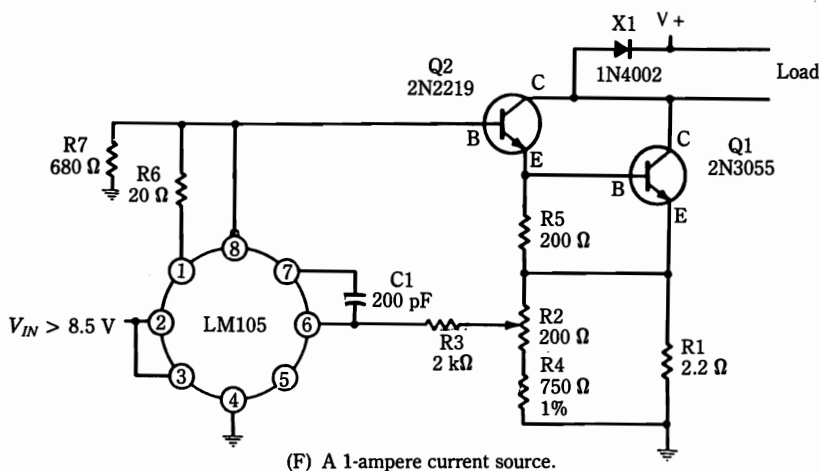 X1
V +
1N4002
Load
Q2
2N2219
C
B
E
Q1
2N3055
C
B
E
R7
680 Ω
R6
20 Ω
R5
200 Ω
8
1
7
C1
200 pF
V_IN > 8.5 V
2
LM105
6
R3
2 kΩ
R2
200 Ω
R4
750 Ω
1%
R1
2.2 Ω
3
5
4
(F) A 1-ampere current source.